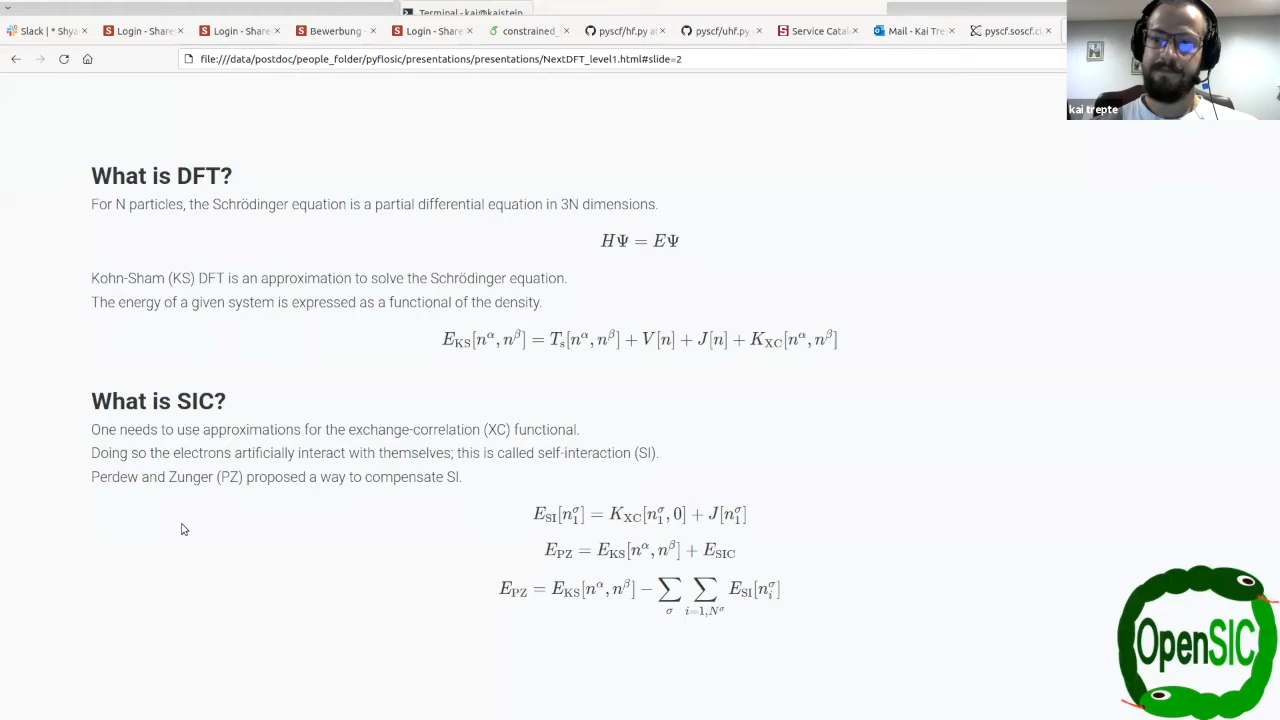 Terminal - kai@kaistein
Slack | * Shya
Login - Share
Login - Share
Bewerbung -
Login - Share
constrained_
pyscf/hf.py at
pyscf/uhf.py
Service Catal
Mail - Kai Tre
pyscf.soscf.ci
file:///data/postdoc/people_folder/pyflosic/presentations/presentations/NextDFT_level1.html#slide=2
kai trepte
What is DFT?
For N particles, the Schrödinger equation is a partial differential equation in 3N dimensions.
HΨ = EΨ
Kohn-Sham (KS) DFT is an approximation to solve the Schrödinger equation.
The energy of a given system is expressed as a functional of the density.
E_KS[n^α, n^β] = T_s[n^α, n^β] + V[n] + J[n] + K_XC[n^α, n^β]
What is SIC?
One needs to use approximations for the exchange-correlation (XC) functional.
Doing so the electrons artificially interact with themselves; this is called self-interaction (SI).
Perdew and Zunger (PZ) proposed a way to compensate SI.
E_SI[n_1^σ] = K_XC[n_1^σ, 0] + J[n_1^σ]
E_PZ = E_KS[n^α, n^β] + E_SIC
E_PZ = E_KS[n^α, n^β] − ∑_σ ∑_{i=1,N^σ} E_SI[n_i^σ]
OpenSIC